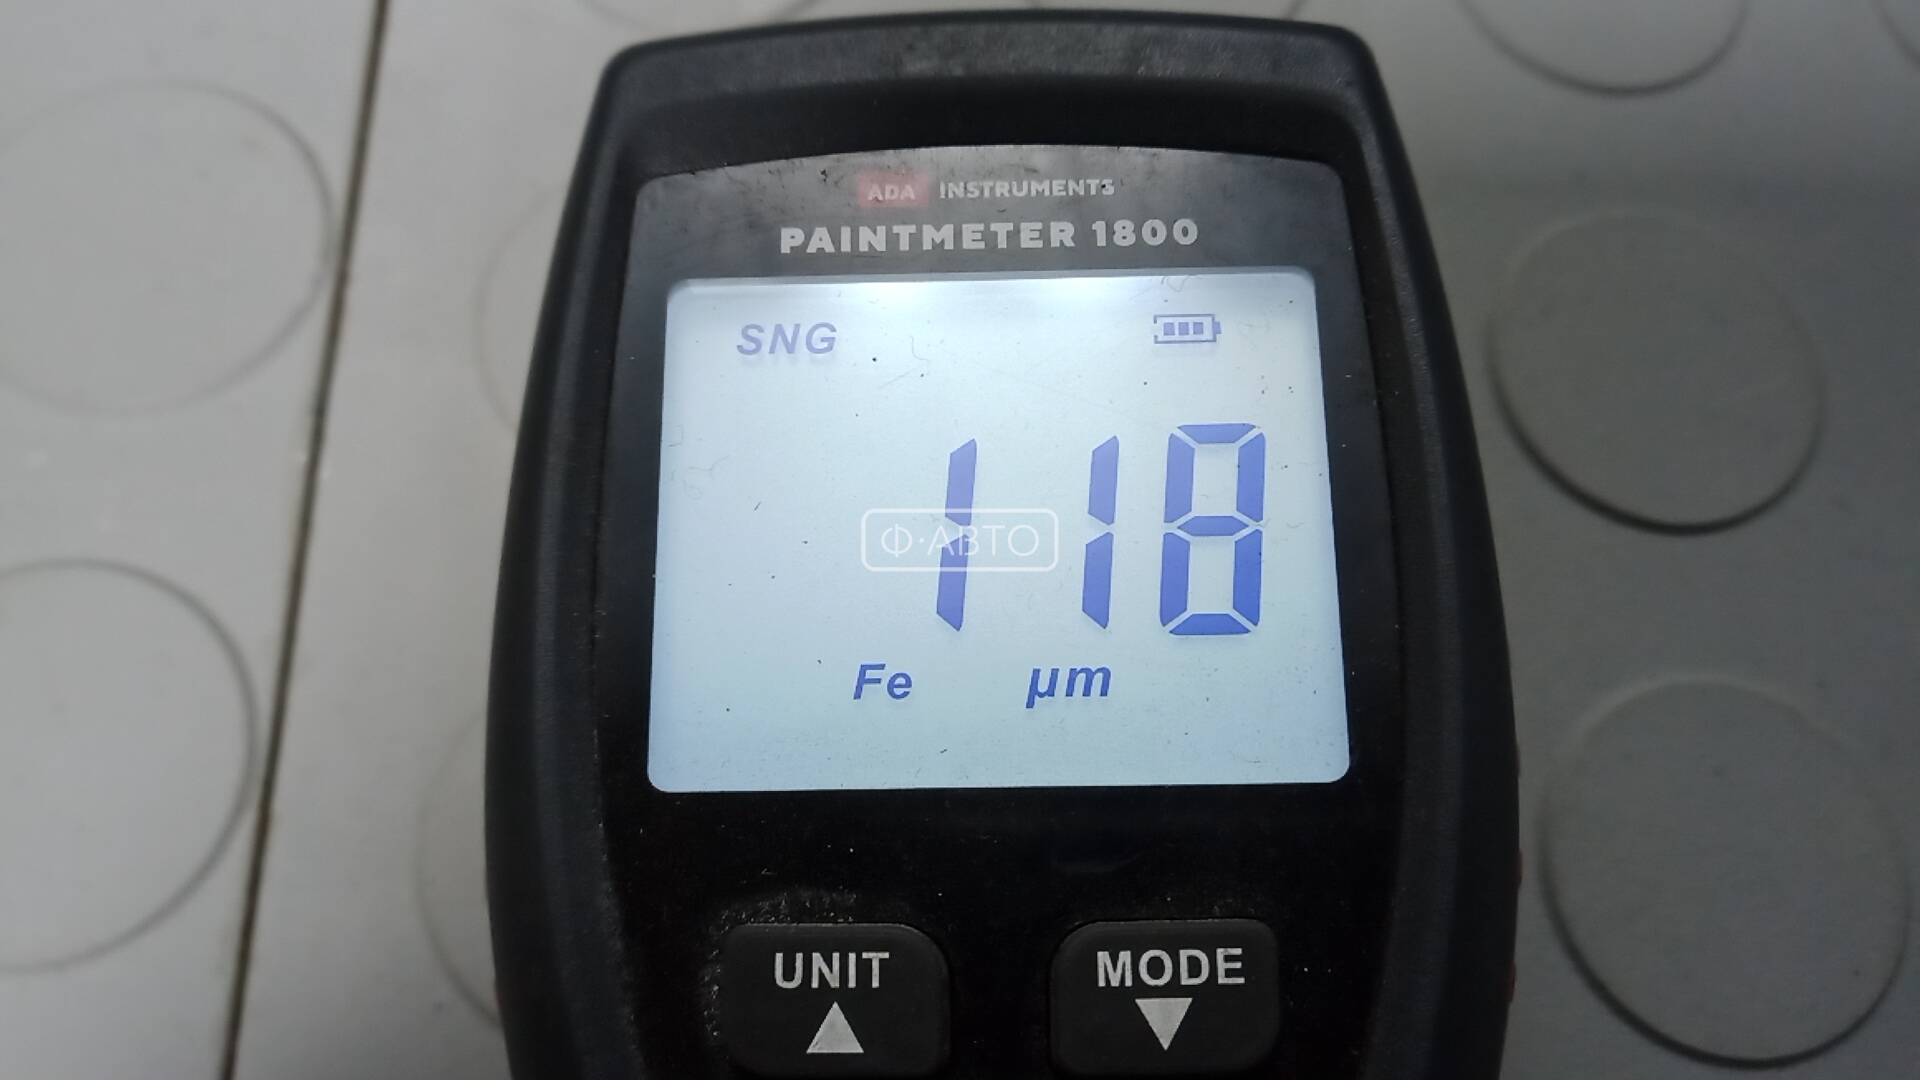 ADA INSTRUMENTS
PAINTMETER 1800
SNG
118
Ф·АВТО
Fe µm
UNIT MODE